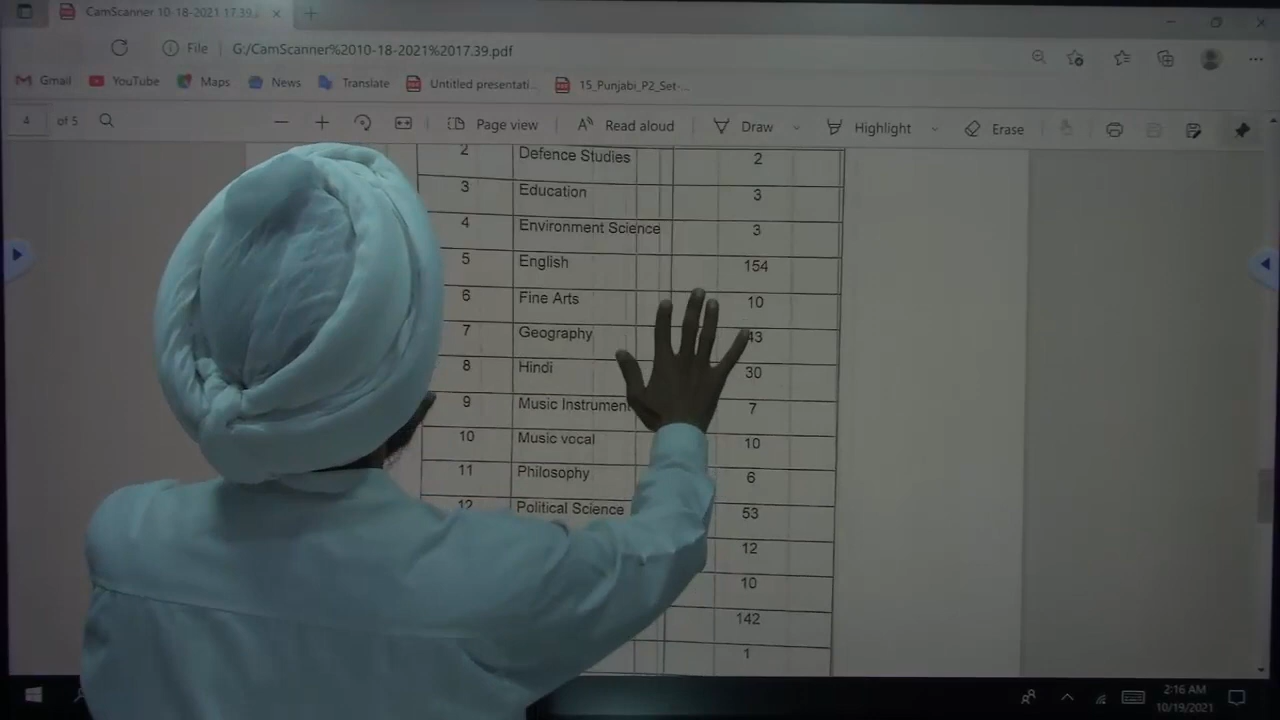 CamScanner 10-18-2021 17.39.
File G:/CamScanner%2010-18-2021%2017.39.pdf
Gmail YouTube Maps News Translate Untitled presentati... 15_Punjabi_P2_Set-...
4 of 5 Page view Read aloud Draw Highlight Erase
2 Defence Studies 2
3 Education 3
4 Environment Science 3
5 English 154
6 Fine Arts 10
7 Geography 43
8 Hindi 30
9 Music Instrument 7
10 Music vocal 10
11 Philosophy 6
12 Political Science 53
12
10
142
1
2:16 AM
10/19/2021